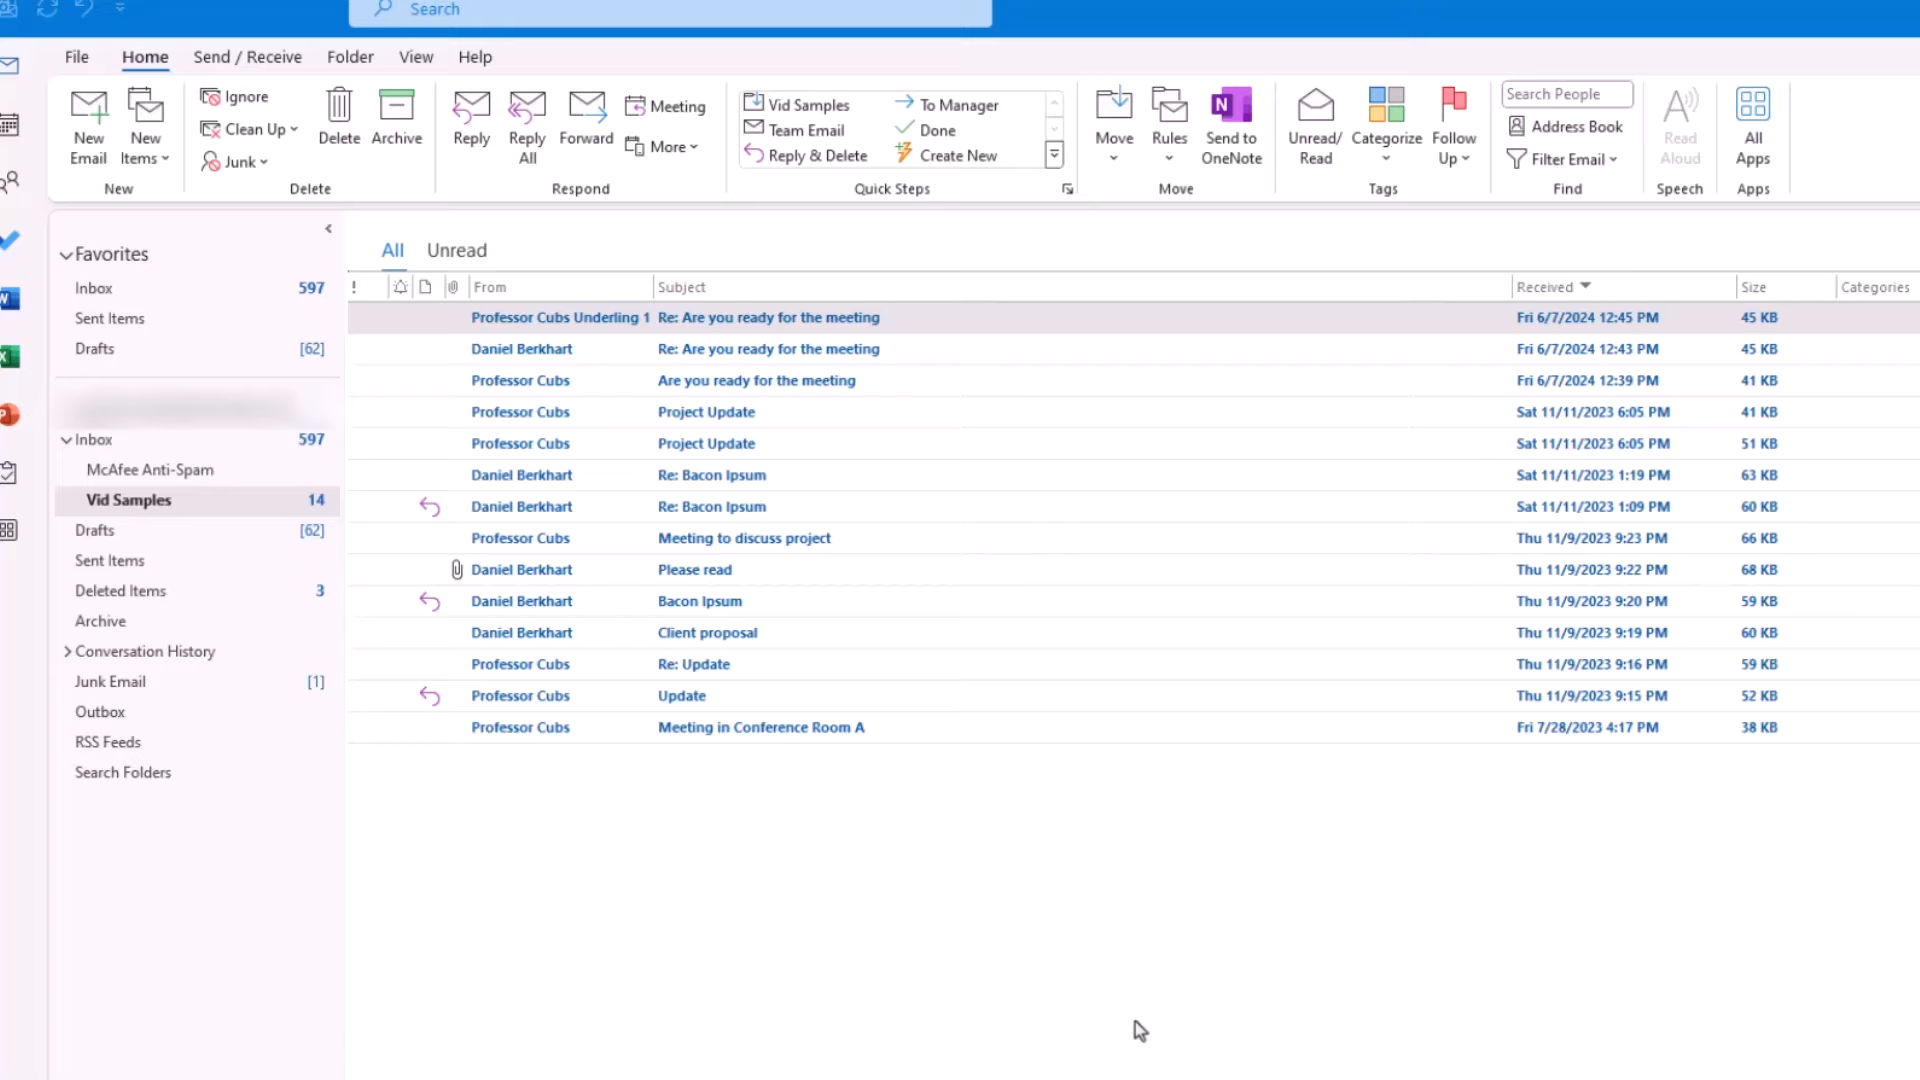 Search
File Home Send / Receive Folder View Help
New Email
New Items
New
Ignore
Clean Up
Junk
Delete
Archive
Delete
Reply
Reply All
Forward
Meeting
More
Respond
Vid Samples
Team Email
Reply & Delete
To Manager
Done
Create New
Quick Steps
Move
Rules
Send to OneNote
Move
Unread/ Read
Categorize
Follow Up
Tags
Search People
Address Book
Filter Email
Find
Read Aloud
Speech
All Apps
Apps
Favorites
Inbox 597
Sent Items
Drafts [62]
Inbox 597
McAfee Anti-Spam
Vid Samples 14
Drafts [62]
Sent Items
Deleted Items 3
Archive
Conversation History
Junk Email [1]
Outbox
RSS Feeds
Search Folders
All Unread
! From Subject Received Size Categories
Professor Cubs Underling 1 Re: Are you ready for the meeting Fri 6/7/2024 12:45 PM 45 KB
Daniel Berkhart Re: Are you ready for the meeting Fri 6/7/2024 12:43 PM 45 KB
Professor Cubs Are you ready for the meeting Fri 6/7/2024 12:39 PM 41 KB
Professor Cubs Project Update Sat 11/11/2023 6:05 PM 41 KB
Professor Cubs Project Update Sat 11/11/2023 6:05 PM 51 KB
Daniel Berkhart Re: Bacon Ipsum Sat 11/11/2023 1:19 PM 63 KB
Daniel Berkhart Re: Bacon Ipsum Sat 11/11/2023 1:09 PM 60 KB
Professor Cubs Meeting to discuss project Thu 11/9/2023 9:23 PM 66 KB
Daniel Berkhart Please read Thu 11/9/2023 9:22 PM 68 KB
Daniel Berkhart Bacon Ipsum Thu 11/9/2023 9:20 PM 59 KB
Daniel Berkhart Client proposal Thu 11/9/2023 9:19 PM 60 KB
Professor Cubs Re: Update Thu 11/9/2023 9:16 PM 59 KB
Professor Cubs Update Thu 11/9/2023 9:15 PM 52 KB
Professor Cubs Meeting in Conference Room A Fri 7/28/2023 4:17 PM 38 KB